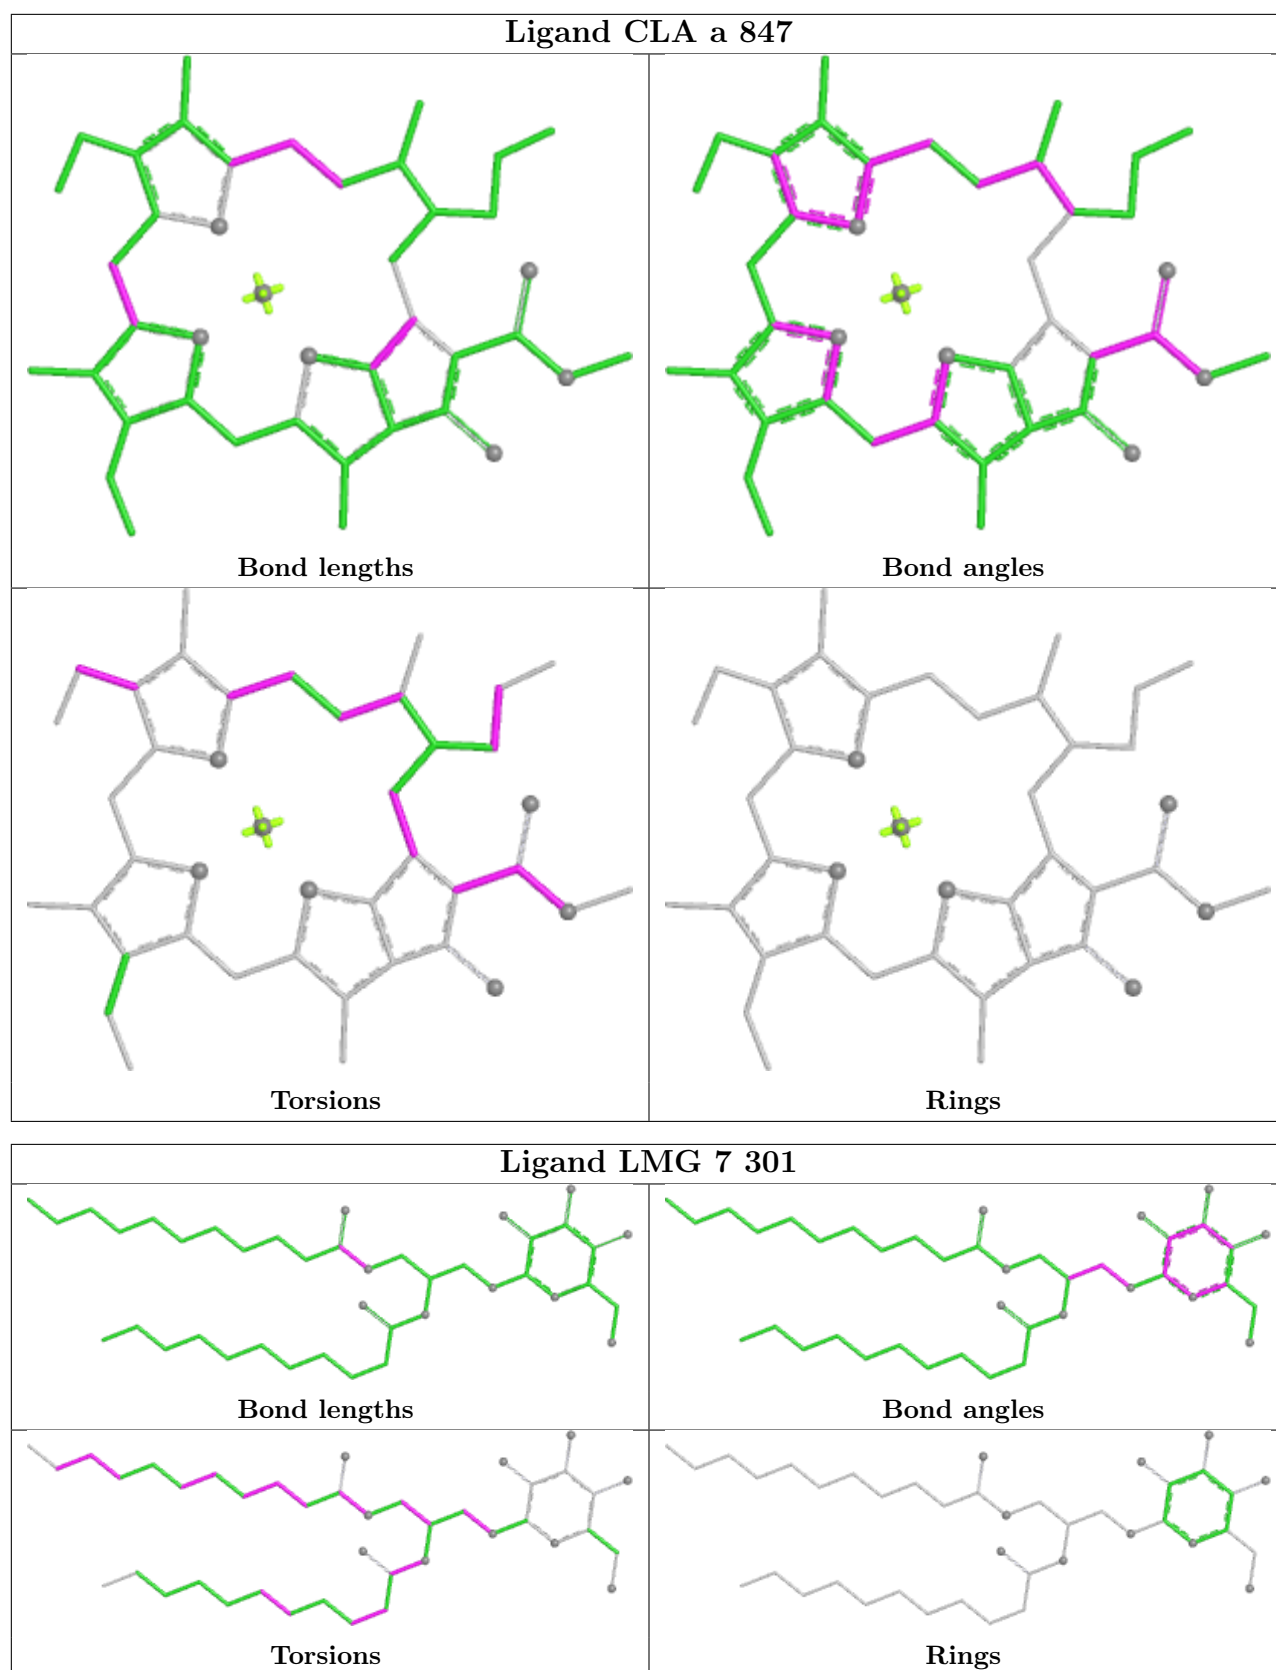 Ligand CLA a 847
Bond lengths
Bond angles
Torsions
Rings
Ligand LMG 7 301
Bond lengths
Bond angles
Torsions
Rings